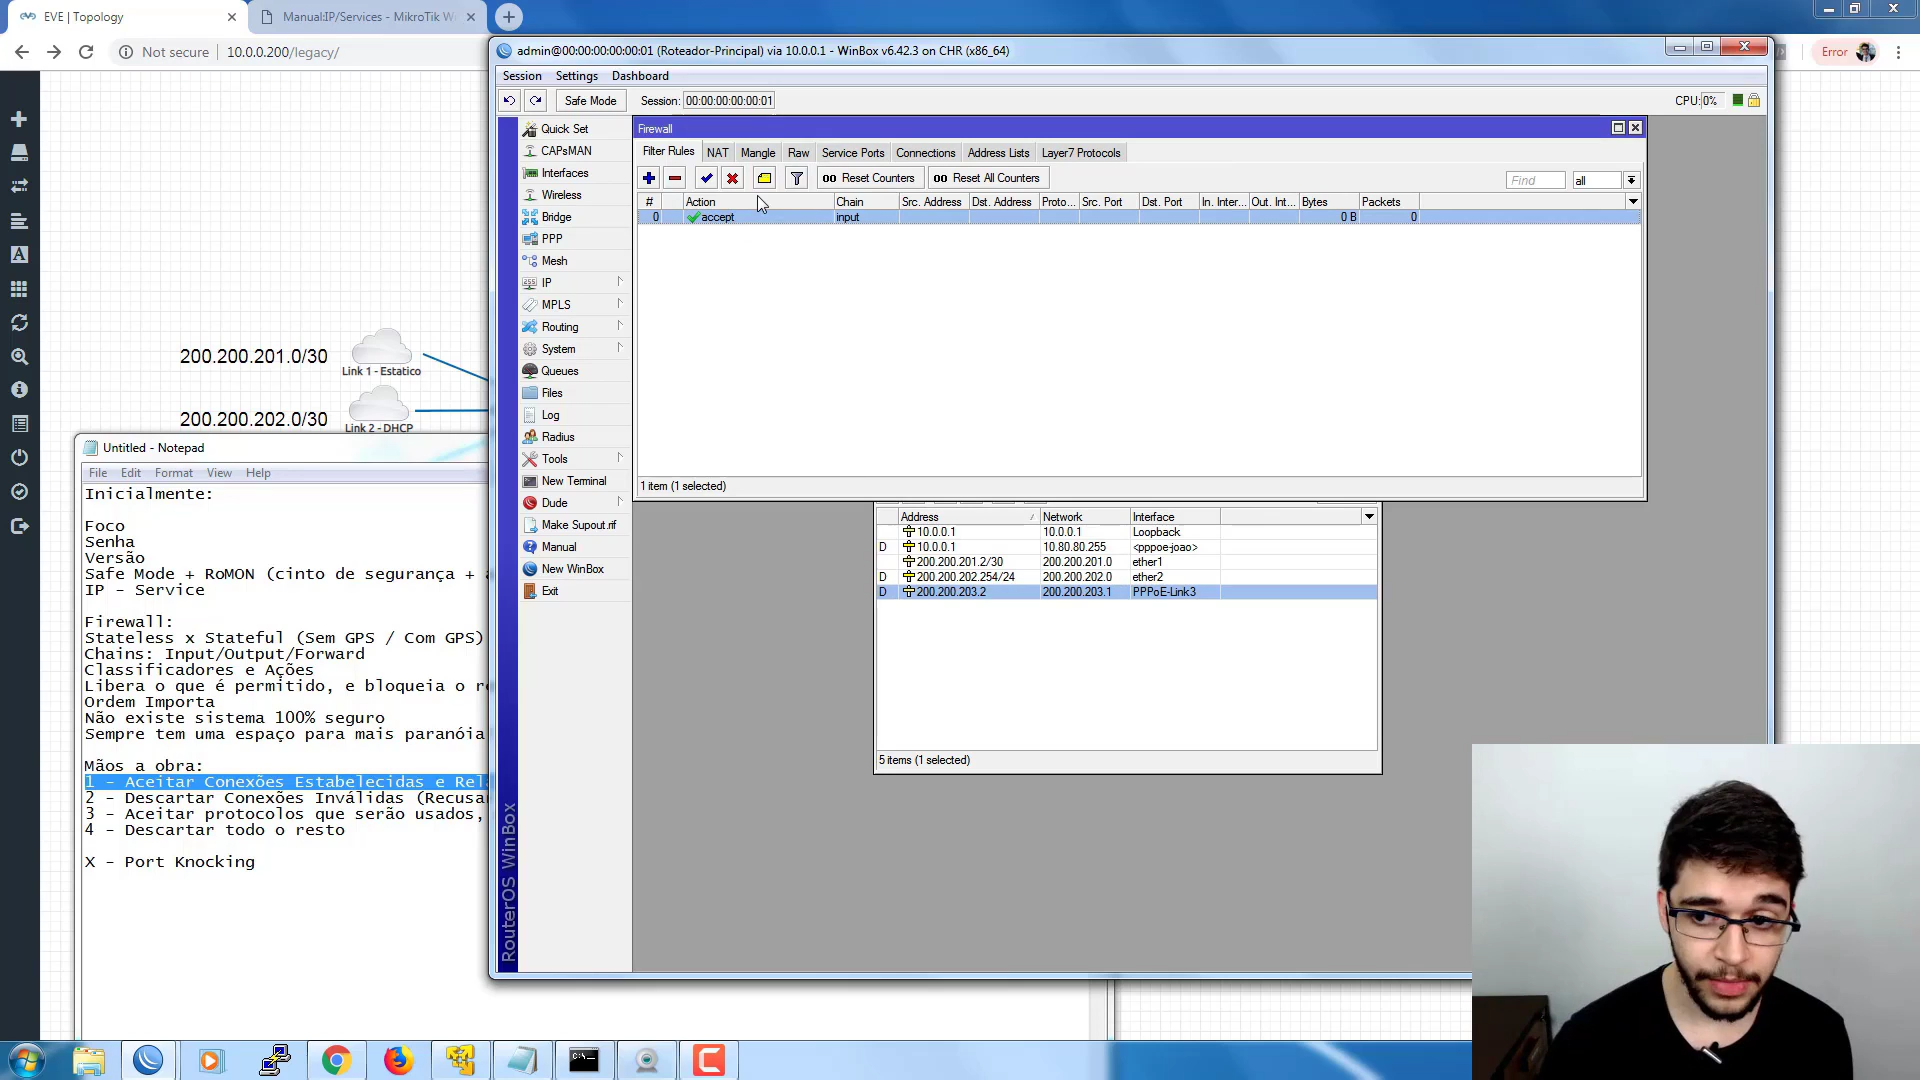 EVE | Topology
Manual:IP/Services - MikroTik W
Not secure
10.0.0.200/legacy/
Error
admin@00:00:00:00:00:01 (Roteador-Principal) via 10.0.0.1 - WinBox v6.42.3 on CHR (x86_64)
Session Settings Dashboard
Safe Mode Session: 00:00:00:00:00:01 CPU: 0%
Quick Set
CAPsMAN
Interfaces
Wireless
Bridge
PPP
Mesh
IP
MPLS
Routing
System
Queues
Files
Log
Radius
Tools
New Terminal
Dude
Make Supout.rif
Manual
New WinBox
Exit
RouterOS WinBox
Firewall
Filter Rules NAT Mangle Raw Service Ports Connections Address Lists Layer7 Protocols
00 Reset Counters 00 Reset All Counters Find all
# Action Chain Src. Address Dst. Address Proto... Src. Port Dst. Port In. Inter... Out. Int... Bytes Packets
0 accept input 0 B 0
1 item (1 selected)
Address Network Interface
10.0.0.1 10.0.0.1 Loopback
D 10.0.0.1 10.80.80.255 <pppoe-joao>
200.200.201.2/30 200.200.201.0 ether1
D 200.200.202.254/24 200.200.202.0 ether2
D 200.200.203.2 200.200.203.1 PPPoE-Link3
5 items (1 selected)
200.200.201.0/30
Link 1 - Estatico
200.200.202.0/30
Link 2 - DHCP
Untitled - Notepad
File Edit Format View Help
Inicialmente:
Foco
Senha
Versão
Safe Mode + RoMON (cinto de segurança +
IP - Service
Firewall:
Stateless x Stateful (Sem GPS / Com GPS)
Chains: Input/Output/Forward
Classificadores e Ações
Libera o que é permitido, e bloqueia o
Ordem Importa
Não existe sistema 100% seguro
Sempre tem uma espaço para mais paranóia
Mãos a obra:
1 - Aceitar Conexões Estabelecidas e Rel
2 - Descartar Conexões Inválidas (Recusa
3 - Aceitar protocolos que serão usados,
4 - Descartar todo o resto
X - Port Knocking